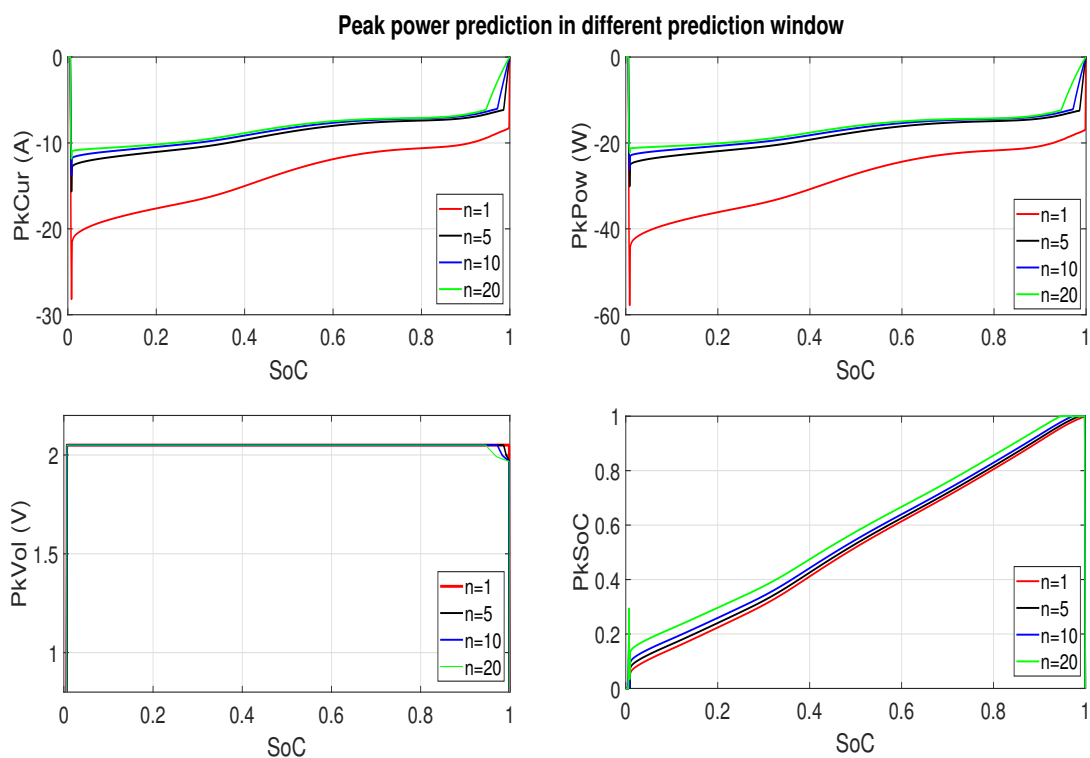 Peak power prediction in different prediction window
0
-10
-20
-30
PkCur (A)
0
0.2
0.4
0.6
0.8
1
SoC
n=1
n=5
n=10
n=20
0
-20
-40
-60
PkPow (W)
0
0.2
0.4
0.6
0.8
1
SoC
n=1
n=5
n=10
n=20
2
1.5
1
PkVol (V)
0
0.2
0.4
0.6
0.8
1
SoC
n=1
n=5
n=10
n=20
1
0.8
0.6
0.4
0.2
0
PkSoC
0
0.2
0.4
0.6
0.8
1
SoC
n=1
n=5
n=10
n=20